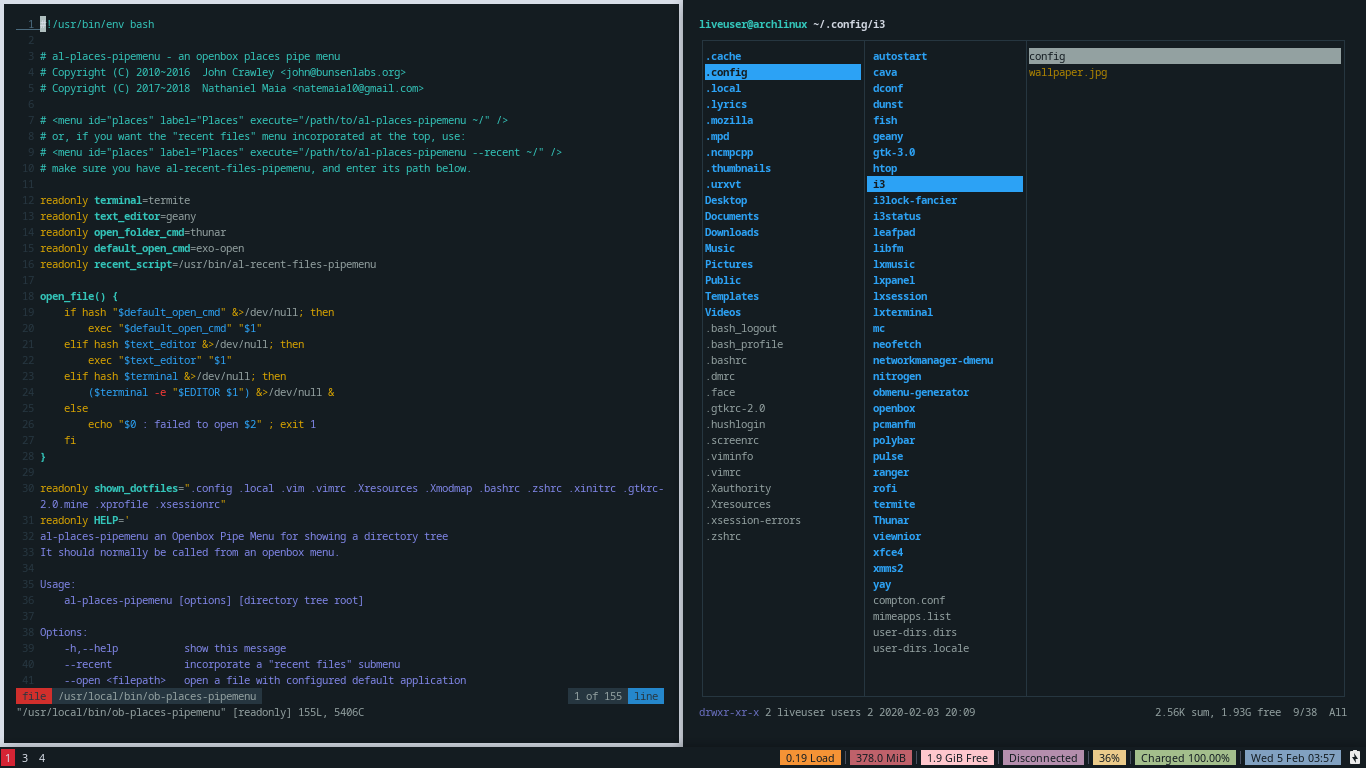 1 #!/usr/bin/env bash
2
3 # al-places-pipemenu - an openbox places pipe menu
4 # Copyright (C) 2010~2016  John Crawley <john@bunsenlabs.org>
5 # Copyright (C) 2017~2018  Nathaniel Maia <natemaia10@gmail.com>
6
7 # <menu id="places" label="Places" execute="/path/to/al-places-pipemenu ~/" />
8 # or, if you want the "recent files" menu incorporated at the top, use:
9 # <menu id="places" label="Places" execute="/path/to/al-places-pipemenu --recent ~/" />
10 # make sure you have al-recent-files-pipemenu, and enter its path below.
11
12 readonly terminal=termite
13 readonly text_editor=geany
14 readonly open_folder_cmd=thunar
15 readonly default_open_cmd=exo-open
16 readonly recent_script=/usr/bin/al-recent-files-pipemenu
17
18 open_file() {
19     if hash "$default_open_cmd" &>/dev/null; then
20         exec "$default_open_cmd" "$1"
21     elif hash $text_editor &>/dev/null; then
22         exec "$text_editor" "$1"
23     elif hash $terminal &>/dev/null; then
24         ($terminal -e "$EDITOR $1") &>/dev/null &
25     else
26         echo "$0 : failed to open $2" ; exit 1
27     fi
28 }
29
30 readonly shown_dotfiles=".config .local .vim .vimrc .Xresources .Xmodmap .bashrc .zshrc .xinitrc .gtkrc-
2.0.mine .xprofile .xsessionrc"
31 readonly HELP='
32 al-places-pipemenu an Openbox Pipe Menu for showing a directory tree
33 It should normally be called from an openbox menu.
34
35 Usage:
36     al-places-pipemenu [options] [directory tree root]
37
38 Options:
39     -h,--help           show this message
40     --recent            incorporate a "recent files" submenu
41     --open <filepath>   open a file with configured default application
file /usr/local/bin/ob-places-pipemenu 1 of 155 line
"/usr/local/bin/ob-places-pipemenu" [readonly] 155L, 5406C
liveuser@archlinux ~/.config/i3
.cache
.config
.local
.lyrics
.mozilla
.mpd
.ncmpcpp
.thumbnails
.urxvt
Desktop
Documents
Downloads
Music
Pictures
Public
Templates
Videos
.bash_logout
.bash_profile
.bashrc
.dmrc
.face
.gtkrc-2.0
.hushlogin
.screenrc
.viminfo
.vimrc
.Xauthority
.Xresources
.xsession-errors
.zshrc
autostart
cava
dconf
dunst
fish
geany
gtk-3.0
htop
i3
i3lock-fancier
i3status
leafpad
libfm
lxmusic
lxpanel
lxsession
lxterminal
mc
neofetch
networkmanager-dmenu
nitrogen
obmenu-generator
openbox
pcmanfm
polybar
pulse
ranger
rofi
termite
Thunar
viewnior
xfce4
xmms2
yay
compton.conf
mimeapps.list
user-dirs.dirs
user-dirs.locale
config
wallpaper.jpg
drwxr-xr-x 2 liveuser users 2 2020-02-03 20:09 2.56K sum, 1.93G free  9/38  All
1 3 4 0.19 Load 378.0 MiB 1.9 GiB Free Disconnected 36% Charged 100.00% Wed 5 Feb 03:57